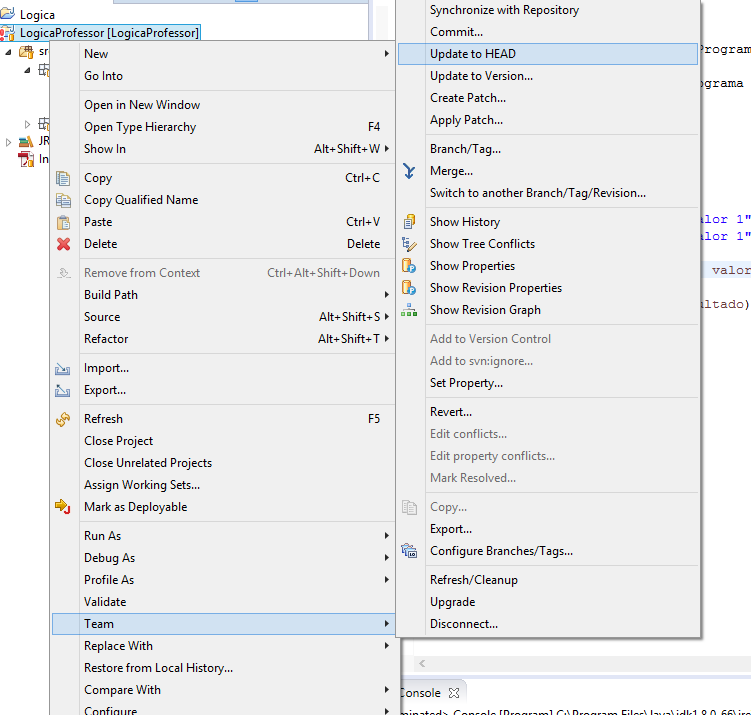 Logica
LogicaProfessor [LogicaProfessor]
sr
JR
In
New
Go Into
Open in New Window
Open Type Hierarchy F4
Show In Alt+Shift+W
Copy Ctrl+C
Copy Qualified Name
Paste Ctrl+V
Delete Delete
Remove from Context Ctrl+Alt+Shift+Down
Build Path
Source Alt+Shift+S
Refactor Alt+Shift+T
Import...
Export...
Refresh F5
Close Project
Close Unrelated Projects
Assign Working Sets...
Mark as Deployable
Run As
Debug As
Profile As
Validate
Team
Replace With
Restore from Local History...
Compare With
Configure
Synchronize with Repository
Commit...
Update to HEAD
Update to Version...
Create Patch...
Apply Patch...
Branch/Tag...
Merge...
Switch to another Branch/Tag/Revision...
Show History
Show Tree Conflicts
Show Properties
Show Revision Properties
Show Revision Graph
Add to Version Control
Add to svn:ignore...
Set Property...
Revert...
Edit conflicts...
Edit property conflicts...
Mark Resolved...
Copy...
Export...
Configure Branches/Tags...
Refresh/Cleanup
Upgrade
Disconnect...
Program
ograma
alor 1"
alor 1"
valor
ultado)
Console
minated> Console [Program] C:\Program Files\Java\jdk1.8.0_66\jre